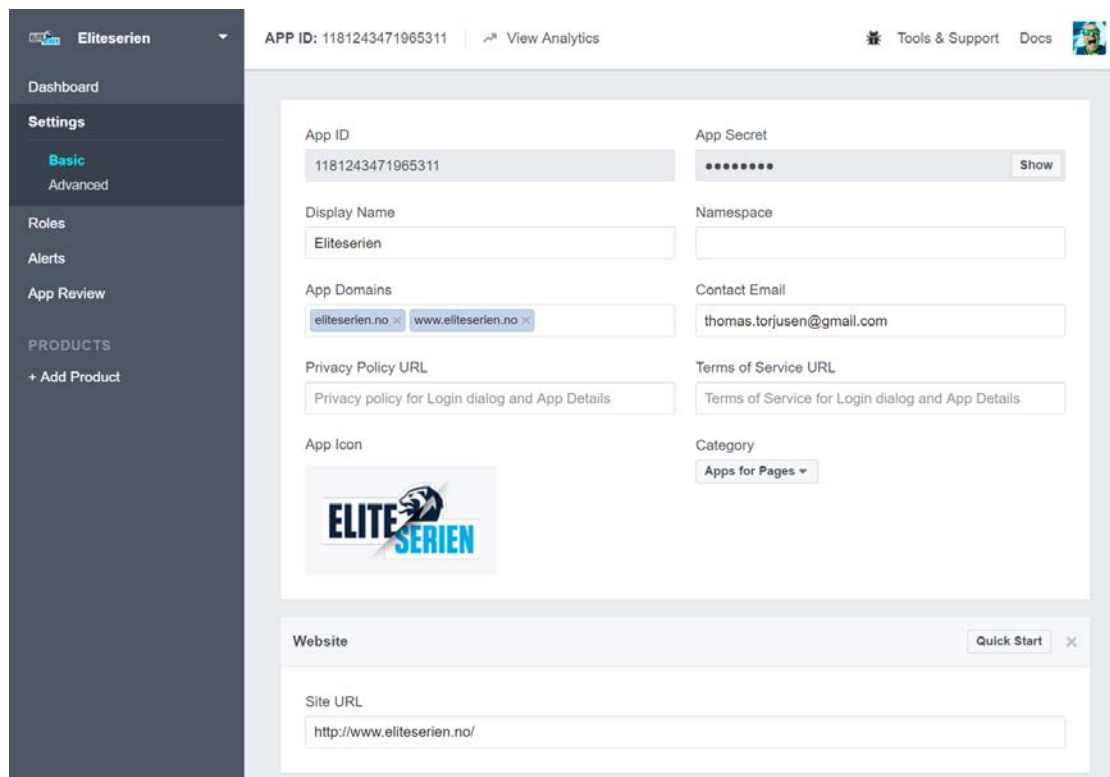 Eliteserien
APP ID: 1181243471965311
View Analytics
Tools & Support
Docs
Dashboard
Settings
Basic
Advanced
Roles
Alerts
App Review
PRODUCTS
+ Add Product
App ID
App Secret
1181243471965311
●●●●●●●●
Show
Display Name
Namespace
Eliteserien
App Domains
Contact Email
eliteserien.no × www.eliteserien.no ×
thomas.torjusen@gmail.com
Privacy Policy URL
Terms of Service URL
Privacy policy for Login dialog and App Details
Terms of Service for Login dialog and App Details
App Icon
Category
Apps for Pages
ELITE
SERIEN
Website
Quick Start
×
Site URL
http://www.eliteserien.no/